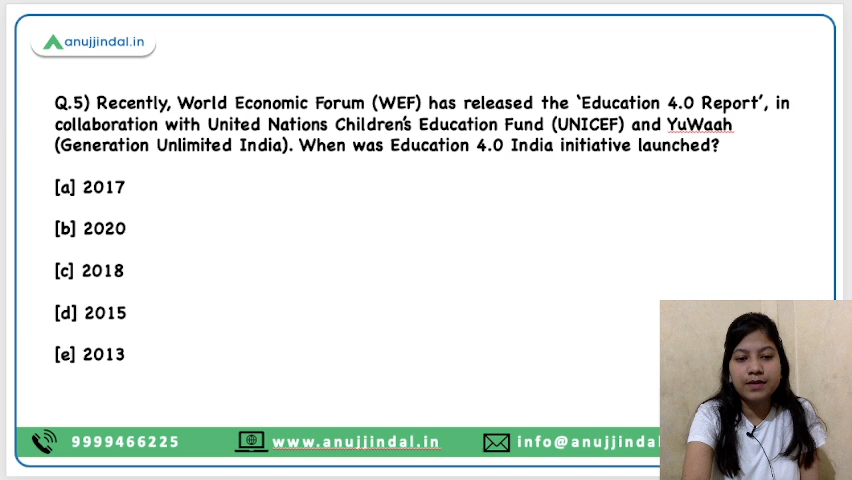 anujjindal.in
Q.5) Recently, World Economic Forum (WEF) has released the 'Education 4.0 Report', in
collaboration with United Nations Children's Education Fund (UNICEF) and YuWaah
(Generation Unlimited India). When was Education 4.0 India initiative launched?
[a] 2017
[b] 2020
[c] 2018
[d] 2015
[e] 2013
9999466225 www.anujjindal.in info@anujjindal